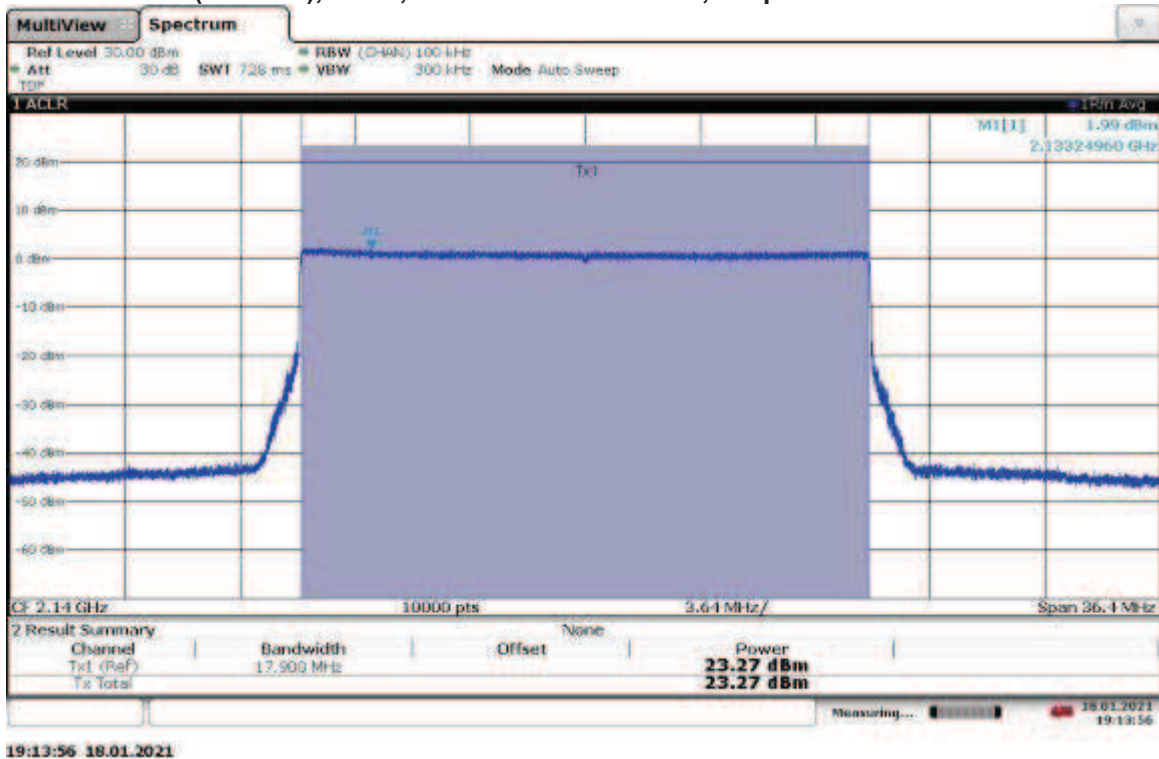 MultiView Spectrum
Ref Level 30.00 dBm RBW (CHAN) 100 kHz
Att 30 dB SWT 728 ms VBW 300 kHz Mode Auto Sweep
TDF
1 ACLR 1Rm Avg
M1[1] 1.99 dBm
2.13324960 GHz
20 dBm
Tx1
10 dBm
M1
0 dBm
-10 dBm
-20 dBm
-30 dBm
-40 dBm
-50 dBm
-60 dBm
CF 2.14 GHz 10000 pts 3.64 MHz/ Span 36.4 MHz
2 Result Summary None
Channel Bandwidth Offset Power
Tx1 (Ref) 17.900 MHz 23.27 dBm
Tx Total 23.27 dBm
Measuring... 18.01.2021
19:13:56
19:13:56 18.01.2021